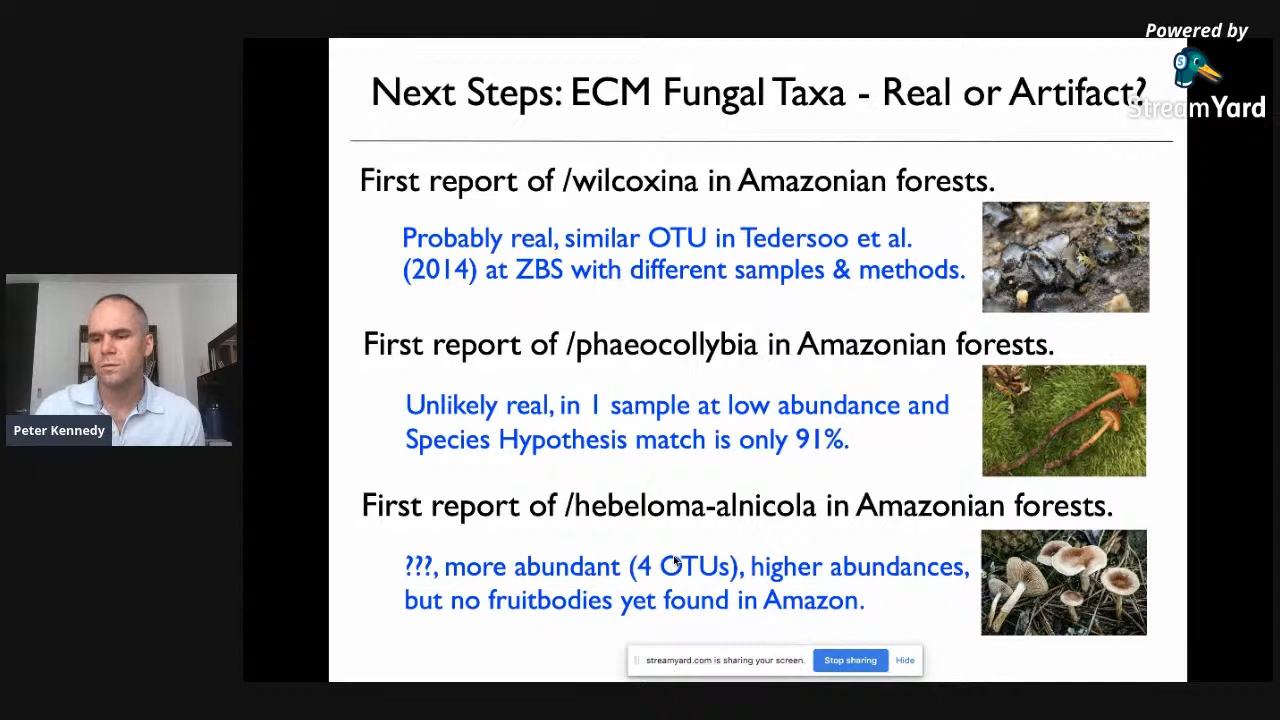 Powered by
StreamYard
Next Steps: ECM Fungal Taxa - Real or Artifact?
First report of /wilcoxina in Amazonian forests.
Probably real, similar OTU in Tedersoo et al.
(2014) at ZBS with different samples & methods.
First report of /phaeocollybia in Amazonian forests.
Unlikely real, in 1 sample at low abundance and
Species Hypothesis match is only 91%.
First report of /hebeloma-alnicola in Amazonian forests.
???, more abundant (4 OTUs), higher abundances,
but no fruitbodies yet found in Amazon.
Peter Kennedy
streamyard.com is sharing your screen. Stop sharing Hide